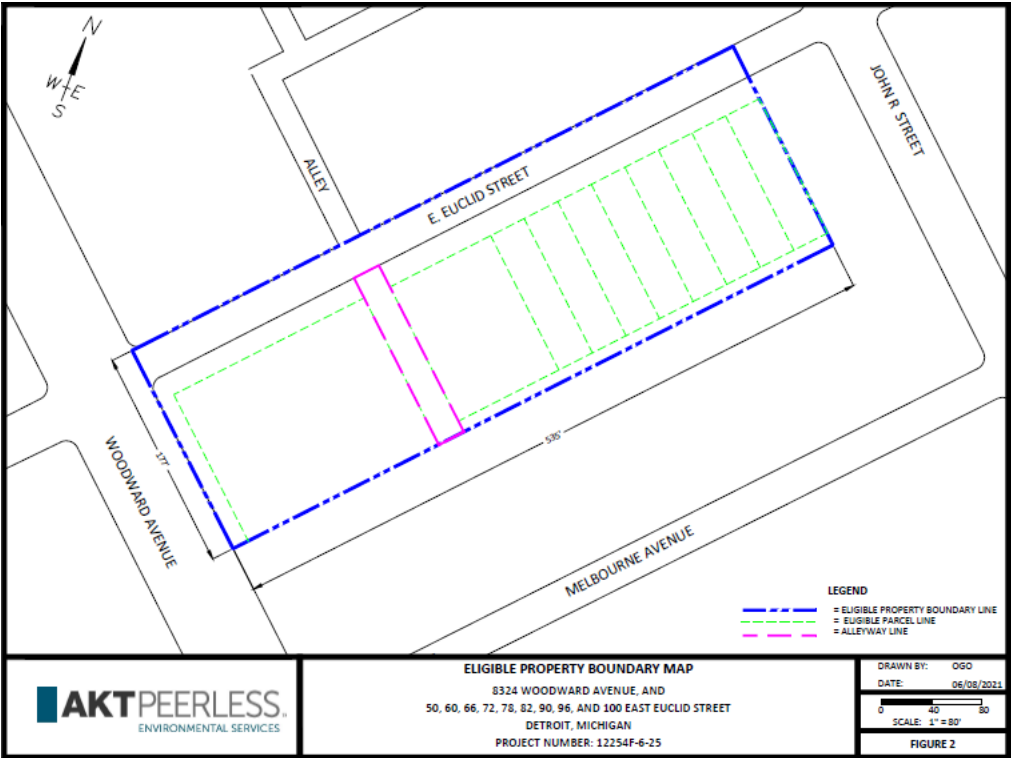 N
W E
S
ALLEY
E. EUCLID STREET
JOHN R STREET
WOODWARD AVENUE
177'
535'
MELBOURNE AVENUE
LEGEND
= ELIGIBLE PROPERTY BOUNDARY LINE
= ELIGIBLE PARCEL LINE
= ALLEYWAY LINE
AKTPEERLESS
ENVIRONMENTAL SERVICES
ELIGIBLE PROPERTY BOUNDARY MAP
8324 WOODWARD AVENUE, AND
50, 60, 66, 72, 78, 82, 90, 96, AND 100 EAST EUCLID STREET
DETROIT, MICHIGAN
PROJECT NUMBER: 12254F-6-25
DRAWN BY: OGO
DATE: 06/08/2021
0 40 80
SCALE: 1" = 80'
FIGURE 2